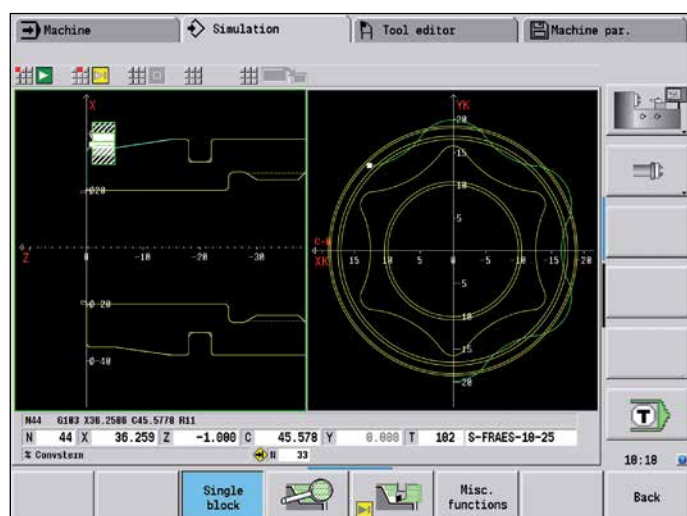 Machine
Simulation
Tool editor
Machine par.
X
Ø20
Z
0
-10
-20
-30
Ø-20
Ø-40
YK
20
15
10
5
C-0
XK
15
10
5
0
-5
-10
-15
-20
-5
-10
-15
-20
N44 G103 X36.2586 C45.5778 R11
N 44 X 36.259 Z -1.000 C 45.578 Y 0.000 T 102 S-FRAES-10-25
% Convstern N 33
T
10:18
Single
block
Misc.
functions
Back